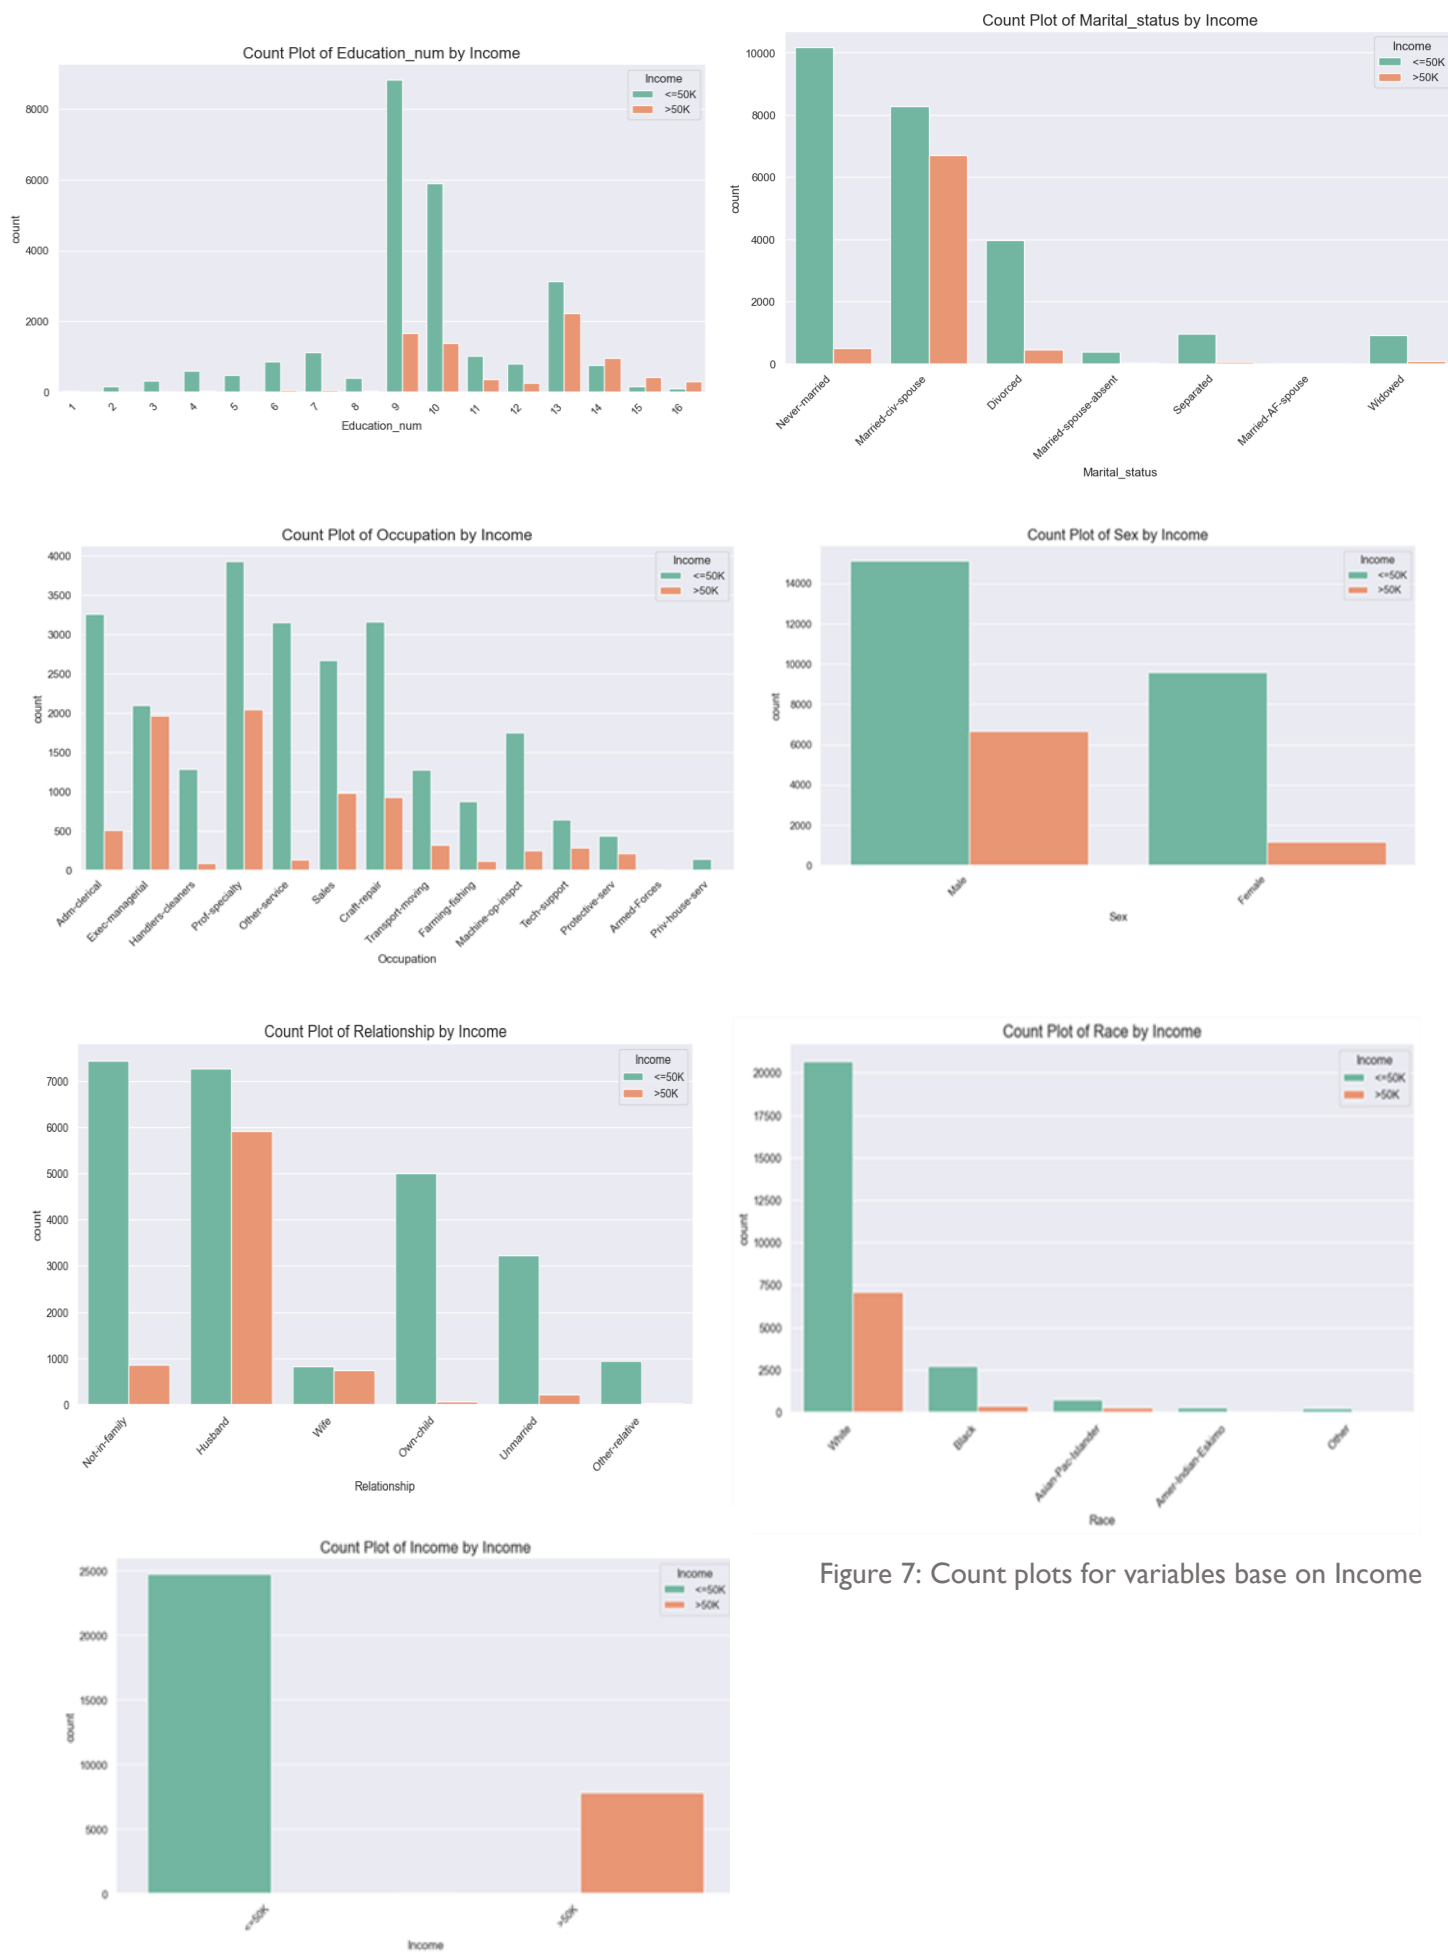 Count Plot of Education_num by Income
Income
<=50K
>50K
8000
6000
4000
2000
0
count
1 2 3 4 5 6 7 8 9 10 11 12 13 14 15 16
Education_num
Count Plot of Marital_status by Income
Income
<=50K
>50K
10000
8000
6000
4000
2000
0
count
Never-married Married-civ-spouse Divorced Married-spouse-absent Separated Married-AF-spouse Widowed
Marital_status
Count Plot of Occupation by Income
Income
<=50K
>50K
4000
3500
3000
2500
2000
1500
1000
500
0
count
Adm-clerical Exec-managerial Handlers-cleaners Prof-specialty Other-service Sales Craft-repair Transport-moving Farming-fishing Machine-op-inspct Tech-support Protective-serv Armed-Forces Priv-house-serv
Occupation
Count Plot of Sex by Income
Income
<=50K
>50K
14000
12000
10000
8000
6000
4000
2000
0
count
Male Female
Sex
Count Plot of Relationship by Income
Income
<=50K
>50K
7000
6000
5000
4000
3000
2000
1000
0
count
Not-in-family Husband Wife Own-child Unmarried Other-relative
Relationship
Count Plot of Race by Income
Income
<=50K
>50K
20000
17500
15000
12500
10000
7500
5000
2500
0
count
White Black Asian-Pac-Islander Amer-Indian-Eskimo Other
Race
Count Plot of Income by Income
Income
<=50K
>50K
25000
20000
15000
10000
5000
0
count
<=50K >50K
Income
Figure 7: Count plots for variables base on Income